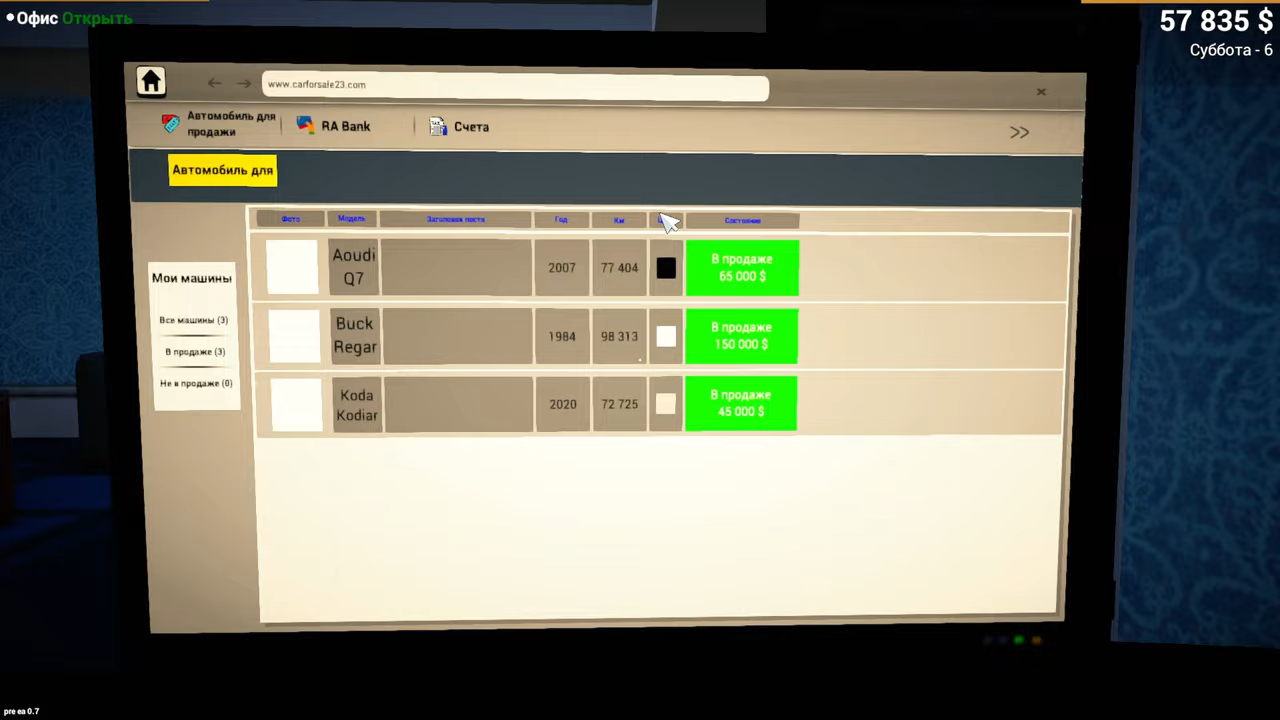 Офис Открыть
57 835 $
Суббота - 6
www.carforsale23.com
Автомобиль для
продажи
RA Bank
Счета
>>
Автомобиль для
Фото Модель Заголовок поста Год Км Состояние
Мои машины
Все машины (3)
В продаже (3)
Не в продаже (0)
Aoudi
Q7
2007
77 404
В продаже
65 000 $
Buck
Regar
1984
98 313
В продаже
150 000 $
Koda
Kodiar
2020
72 725
В продаже
45 000 $
pre ea 0.7